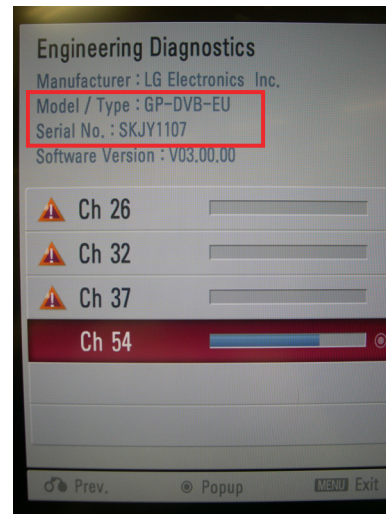 Engineering Diagnostics
Manufacturer : LG Electronics Inc.
Model / Type : GP-DVB-EU
Serial No. : SKJY1107
Software Version : V03.00.00
Ch 26
Ch 32
Ch 37
Ch 54
Prev.
Popup
MENU Exit